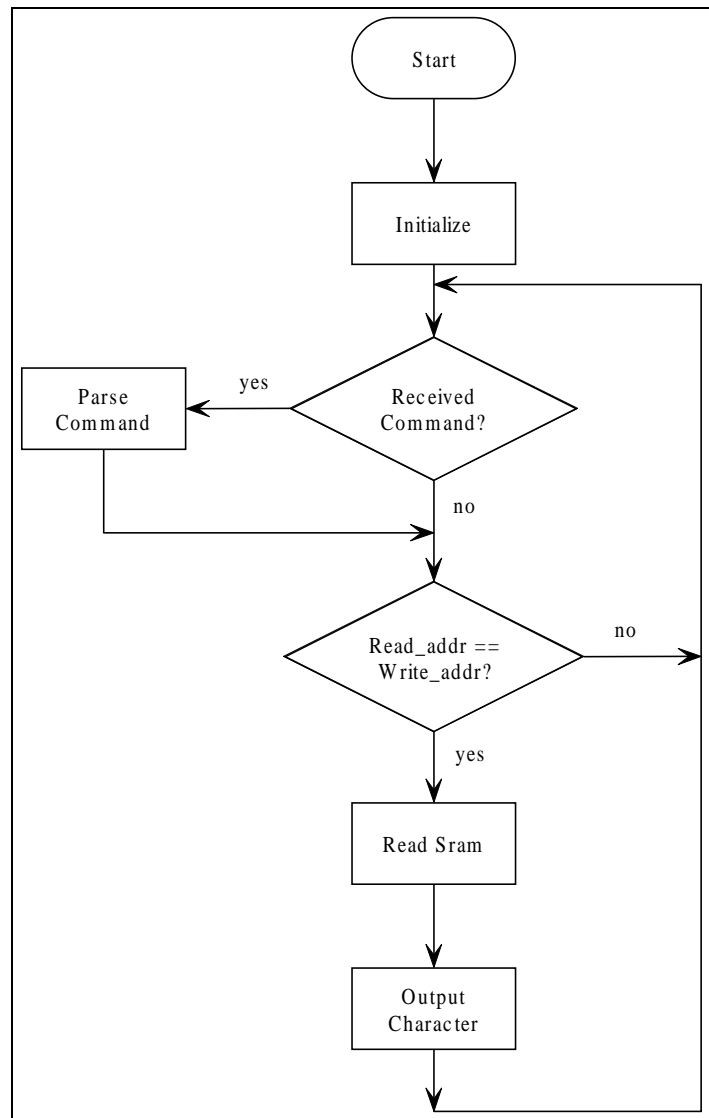 Start
Initialize
yes
Parse
Command
Received
Command?
no
Read_addr ==
Write_addr?
no
yes
Read Sram
Output
Character